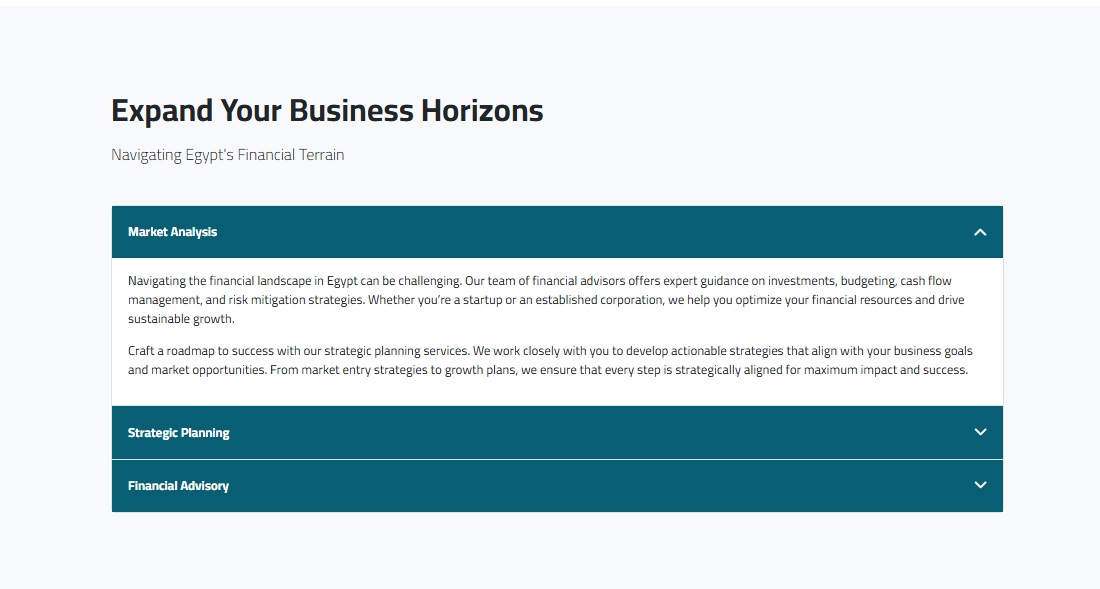 Expand Your Business Horizons
Navigating Egypt's Financial Terrain
Market Analysis
Navigating the financial landscape in Egypt can be challenging. Our team of financial advisors offers expert guidance on investments, budgeting, cash flow
management, and risk mitigation strategies. Whether you’re a startup or an established corporation, we help you optimize your financial resources and drive
sustainable growth.
Craft a roadmap to success with our strategic planning services. We work closely with you to develop actionable strategies that align with your business goals
and market opportunities. From market entry strategies to growth plans, we ensure that every step is strategically aligned for maximum impact and success.
Strategic Planning
Financial Advisory